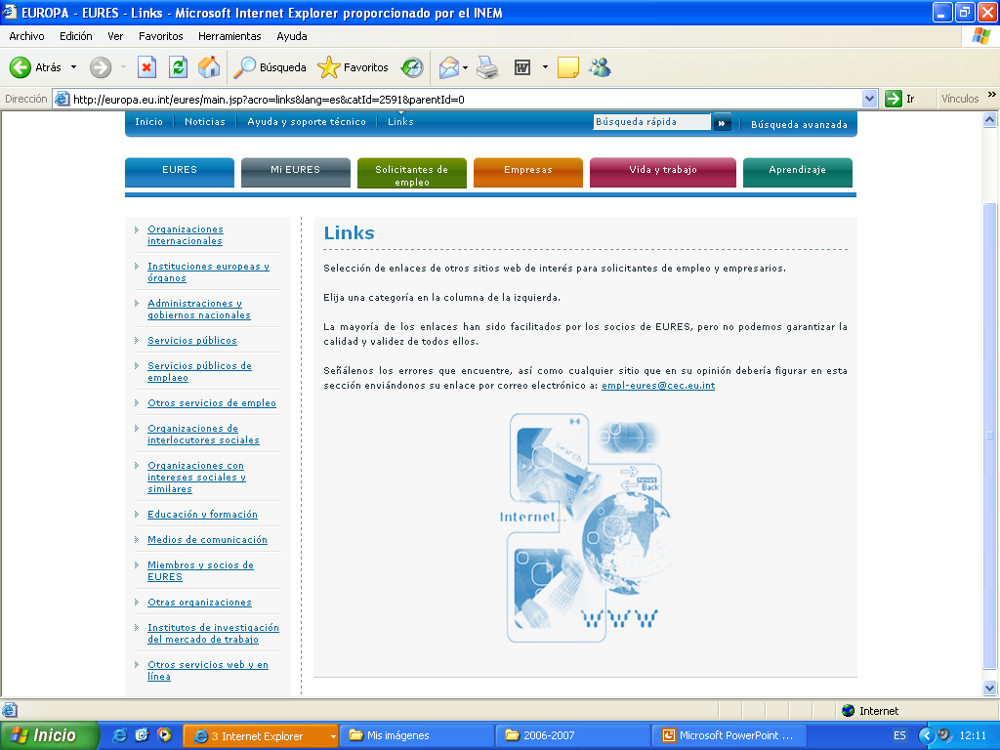 EUROPA - EURES - Links - Microsoft Internet Explorer proporcionado por el INEM
Archivo Edición Ver Favoritos Herramientas Ayuda
Atrás Búsqueda Favoritos
Dirección http://europa.eu.int/eures/main.jsp?acro=links&lang=es&catId=2591&parentId=0 Ir Vínculos »
Inicio Noticias Ayuda y soporte técnico Links Búsqueda rápida Búsqueda avanzada
EURES
Mi EURES
Solicitantes de
empleo
Empresas
Vida y trabajo
Aprendizaje
Organizaciones
internacionales
Instituciones europeas y
órganos
Administraciones y
gobiernos nacionales
Servicios públicos
Servicios públicos de
emplaeo
Otros servicios de empleo
Organizaciones de
interlocutores sociales
Organizaciones con
intereses sociales y
similares
Educación y formación
Medios de comunicación
Miembros y socios de
EURES
Otras organizaciones
Institutos de investigación
del mercado de trabajo
Otros servicios web y en
línea
Links
Selección de enlaces de otros sitios web de interés para solicitantes de empleo y empresarios.
Elija una categoría en la columna de la izquierda.
La mayoría de los enlaces han sido facilitados por los socios de EURES, pero no podemos garantizar la
calidad y validez de todos ellos.
Señálenos los errores que encuentre, así como cualquier sitio que en su opinión debería figurar en esta
sección enviándonos su enlace por correo electrónico a: empl-eures@cec.eu.int
Search
Forward
Back
Internet...
WWW
Internet
Inicio 3 Internet Explorer Mis imágenes 2006-2007 Microsoft PowerPoint ... ES 12:11